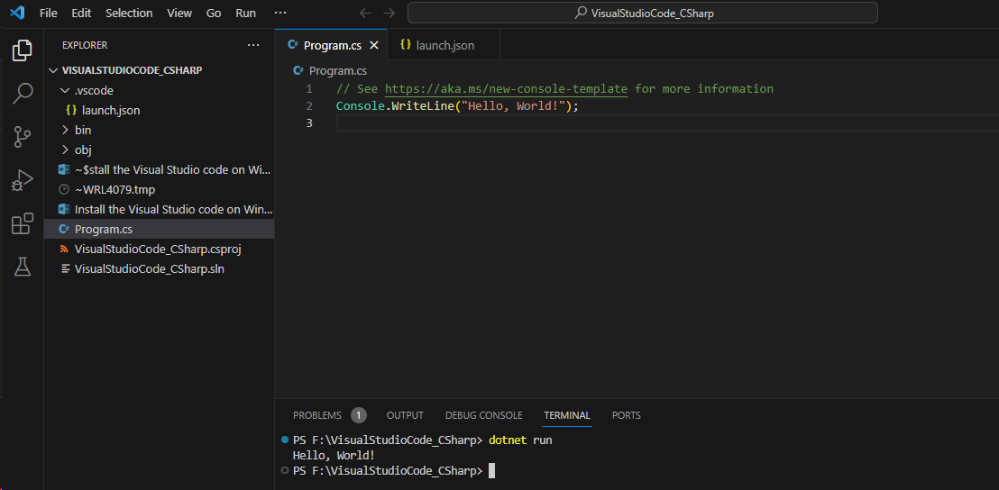 File Edit Selection View Go Run ··· VisualStudioCode_CSharp
EXPLORER ···
VISUALSTUDIOCODE_CSHARP
.vscode
{} launch.json
bin
obj
~$stall the Visual Studio code on Wi...
~WRL4079.tmp
Install the Visual Studio code on Win...
C# Program.cs
VisualStudioCode_CSharp.csproj
VisualStudioCode_CSharp.sln
C# Program.cs {} launch.json
C# Program.cs
1 // See https://aka.ms/new-console-template for more information
2 Console.WriteLine("Hello, World!");
3
PROBLEMS 1 OUTPUT DEBUG CONSOLE TERMINAL PORTS
PS F:\VisualStudioCode_CSharp> dotnet run
Hello, World!
PS F:\VisualStudioCode_CSharp>